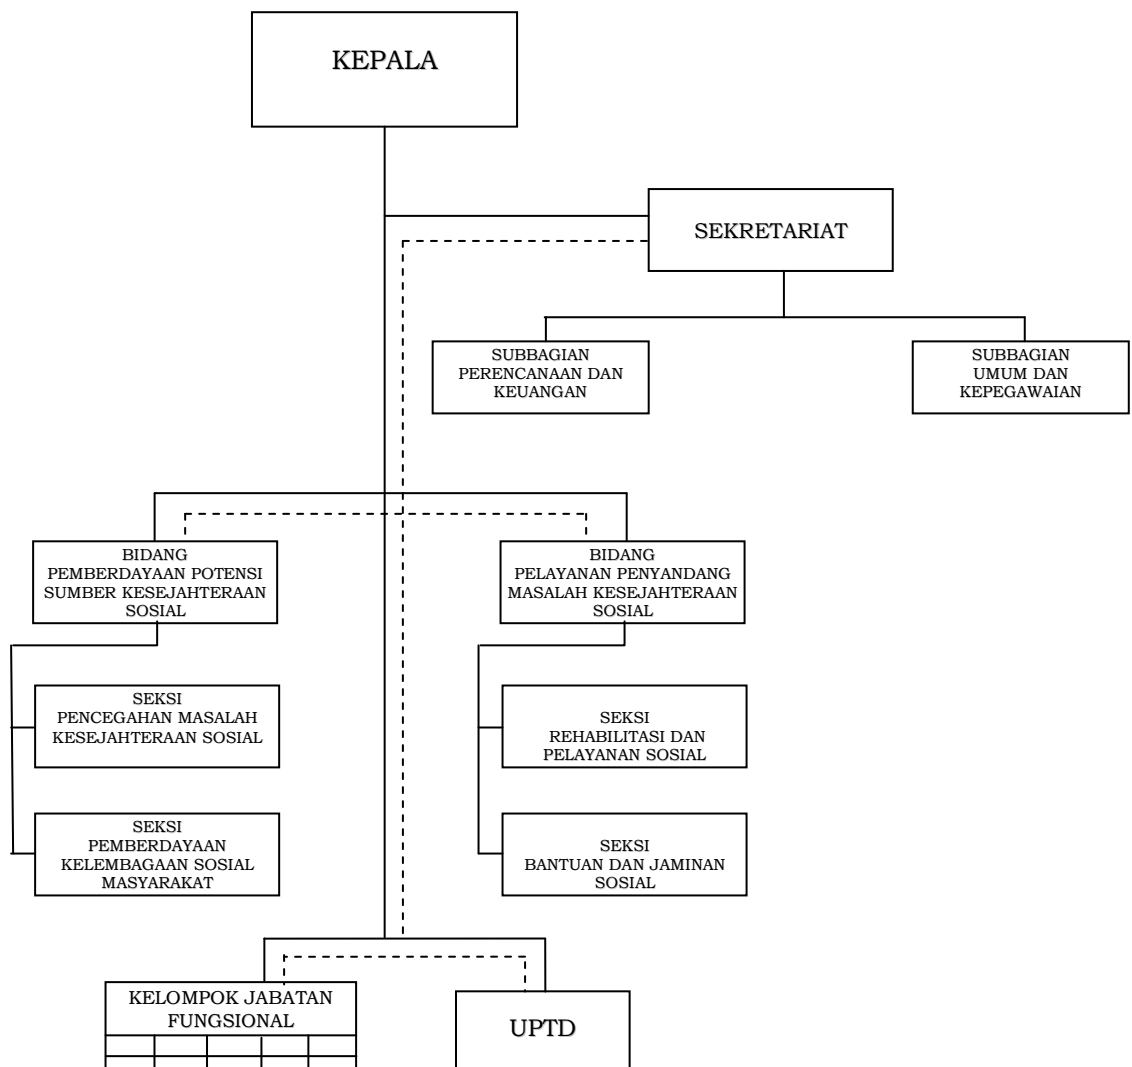 KEPALA
SEKRETARIAT
SUBBAGIAN
PERENCANAAN DAN
KEUANGAN
SUBBAGIAN
UMUM DAN
KEPEGAWAIAN
BIDANG
PEMBERDAYAAN POTENSI
SUMBER KESEJAHTERAAN
SOSIAL
BIDANG
PELAYANAN PENYANDANG
MASALAH KESEJAHTERAAN
SOSIAL
SEKSI
PENCEGAHAN MASALAH
KESEJAHTERAAN SOSIAL
SEKSI
REHABILITASI DAN
PELAYANAN SOSIAL
SEKSI
PEMBERDAYAAN
KELEMBAGAAN SOSIAL
MASYARAKAT
SEKSI
BANTUAN DAN JAMINAN
SOSIAL
KELOMPOK JABATAN
FUNGSIONAL
UPTD